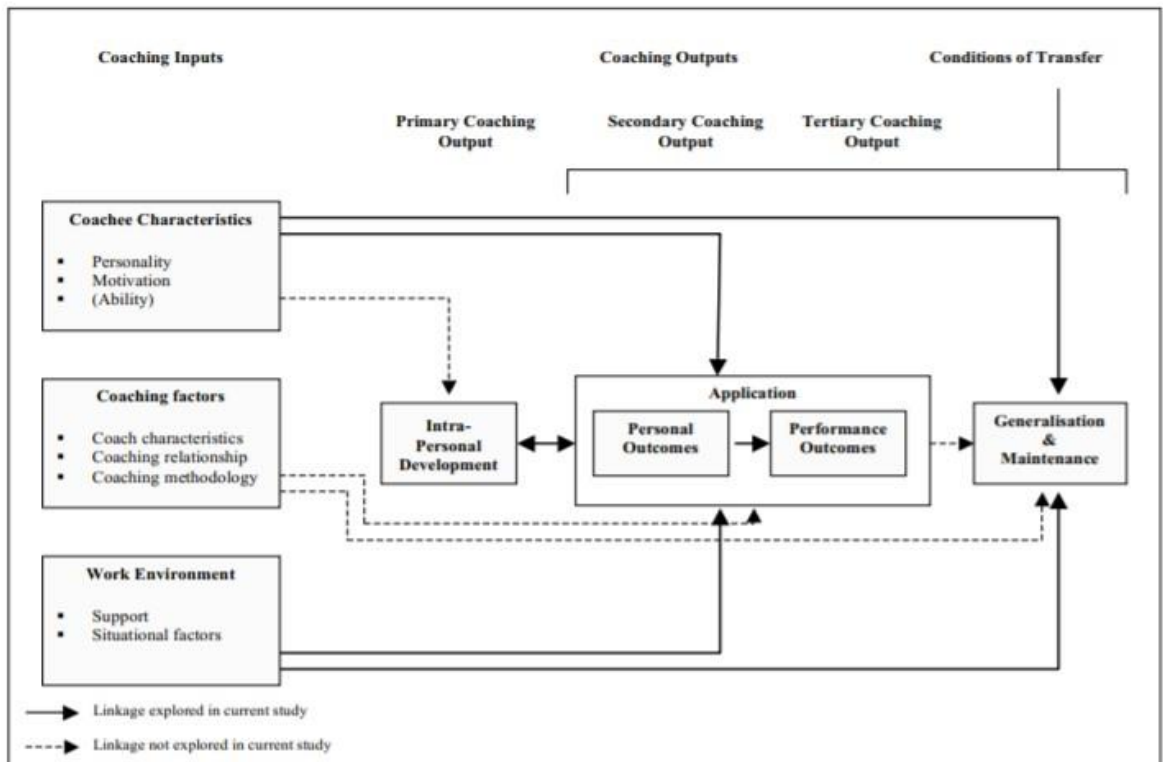 Coaching Inputs
Coaching Outputs
Conditions of Transfer
Primary Coaching
Output
Secondary Coaching
Output
Tertiary Coaching
Output
Coachee Characteristics
▪ Personality
▪ Motivation
▪ (Ability)
Coaching factors
▪ Coach characteristics
▪ Coaching relationship
▪ Coaching methodology
Intra-
Personal
Development
Application
Personal
Outcomes
Performance
Outcomes
Generalisation
&
Maintenance
Work Environment
▪ Support
▪ Situational factors
Linkage explored in current study
Linkage not explored in current study